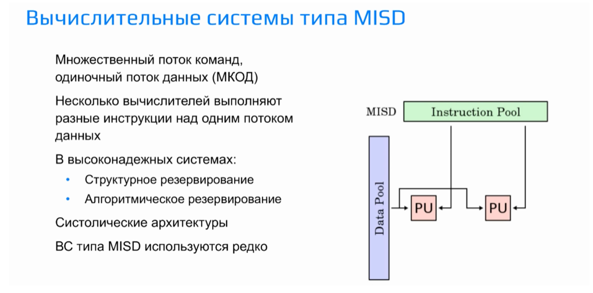 Вычислительные системы типа MISD
Множественный поток команд,
одиночный поток данных (МКОД)
Несколько вычислителей выполняют
разные инструкции над одним потоком
данных
В высоконадежных системах:
• Структурное резервирование
• Алгоритмическое резервирование
Систолические архитектуры
ВС типа MISD используются редко
MISD
Instruction Pool
Data Pool
PU
PU